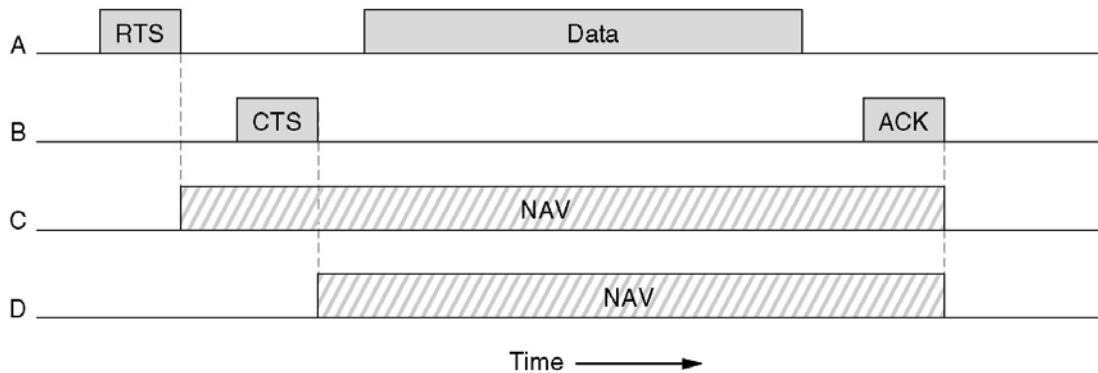 A RTS Data
B CTS ACK
C NAV
D NAV
Time